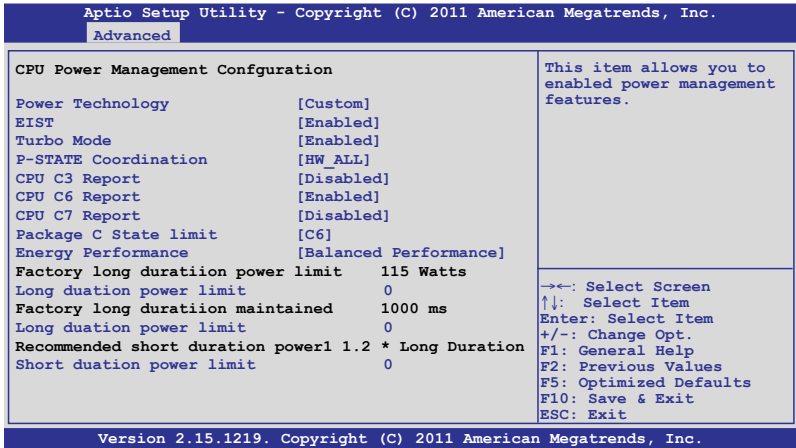 Aptio Setup Utility - Copyright (C) 2011 American Megatrends, Inc.
Advanced
CPU Power Management Confguration
Power Technology [Custom]
EIST [Enabled]
Turbo Mode [Enabled]
P-STATE Coordination [HW_ALL]
CPU C3 Report [Disabled]
CPU C6 Report [Enabled]
CPU C7 Report [Disabled]
Package C State limit [C6]
Energy Performance [Balanced Performance]
Factory long duratiion power limit 115 Watts
Long duation power limit 0
Factory long duratiion maintained 1000 ms
Long duation power limit 0
Recommended short duration power1 1.2 * Long Duration
Short duation power limit 0
This item allows you to
enabled power management
features.
→←: Select Screen
↑↓: Select Item
Enter: Select Item
+/-: Change Opt.
F1: General Help
F2: Previous Values
F5: Optimized Defaults
F10: Save & Exit
ESC: Exit
Version 2.15.1219. Copyright (C) 2011 American Megatrends, Inc.